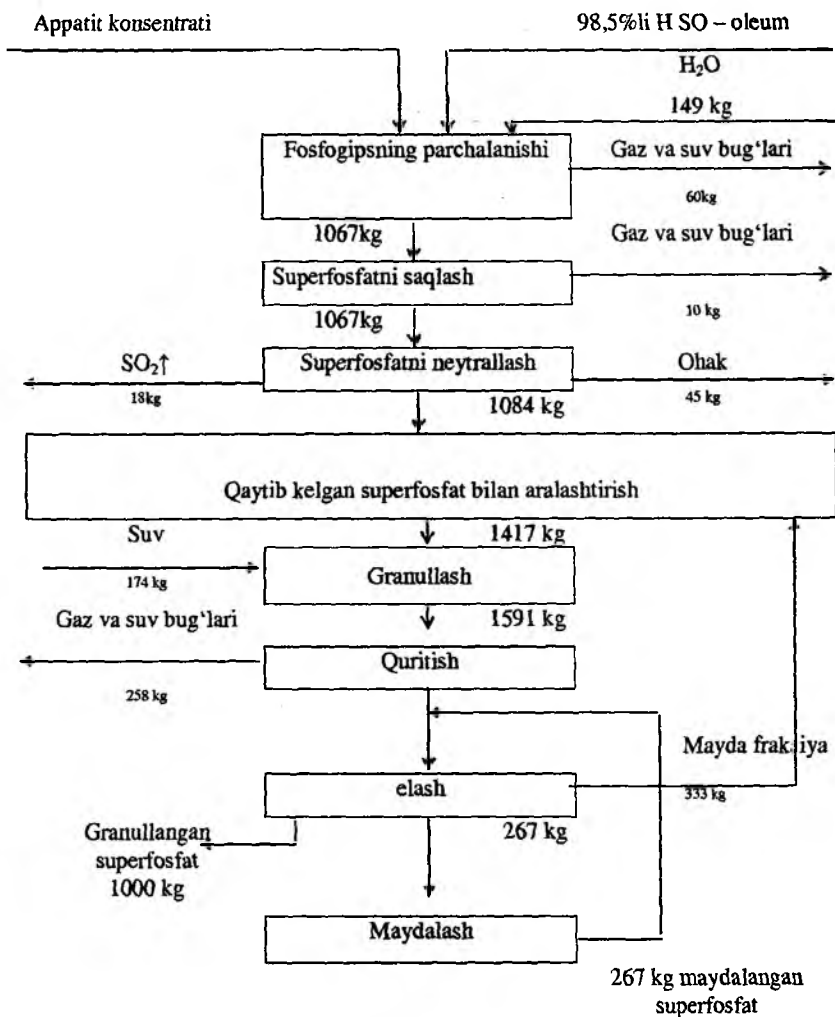 Appatit konsentrati
98,5%li H SO – oleum
H₂O
149 kg
Fosfogipsning parchalanishi
Gaz va suv bug‘lari
60kg
1067kg
Gaz va suv bug‘lari
Superfosfatni saqlash
10 kg
1067kg
SO₂↑
Superfosfatni neytrallash
Ohak
18kg
1084 kg
45 kg
Qaytib kelgan superfosfat bilan aralashtirish
Suv
1417 kg
174 kg
Granullash
Gaz va suv bug‘lari
1591 kg
Quritish
258 kg
Mayda fraksiya
elash
333 kg
267 kg
Granullangan
superfosfat
1000 kg
Maydalash
267 kg maydalangan
superfosfat